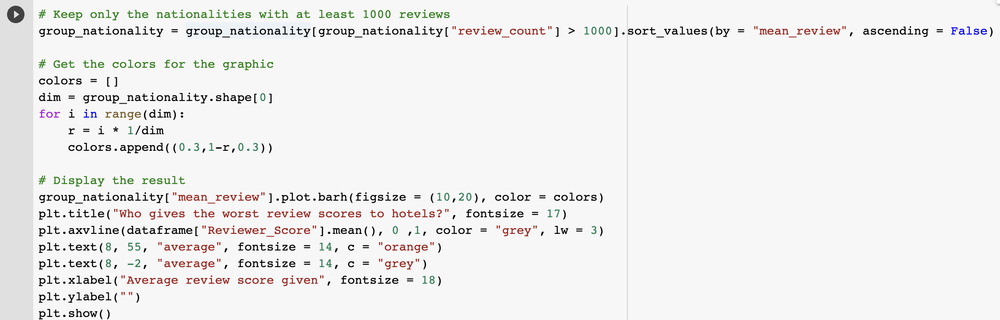 # Keep only the nationalities with at least 1000 reviews
group_nationality = group_nationality[group_nationality["review_count"] > 1000].sort_values(by = "mean_review", ascending = False)
# Get the colors for the graphic
colors = []
dim = group_nationality.shape[0]
for i in range(dim):
    r = i * 1/dim
    colors.append((0.3,1-r,0.3))
# Display the result
group_nationality["mean_review"].plot.barh(figsize = (10,20), color = colors)
plt.title("Who gives the worst review scores to hotels?", fontsize = 17)
plt.axvline(dataframe["Reviewer_Score"].mean(), 0 ,1, color = "grey", lw = 3)
plt.text(8, 55, "average", fontsize = 14, c = "orange")
plt.text(8, -2, "average", fontsize = 14, c = "grey")
plt.xlabel("Average review score given", fontsize = 18)
plt.ylabel("")
plt.show()